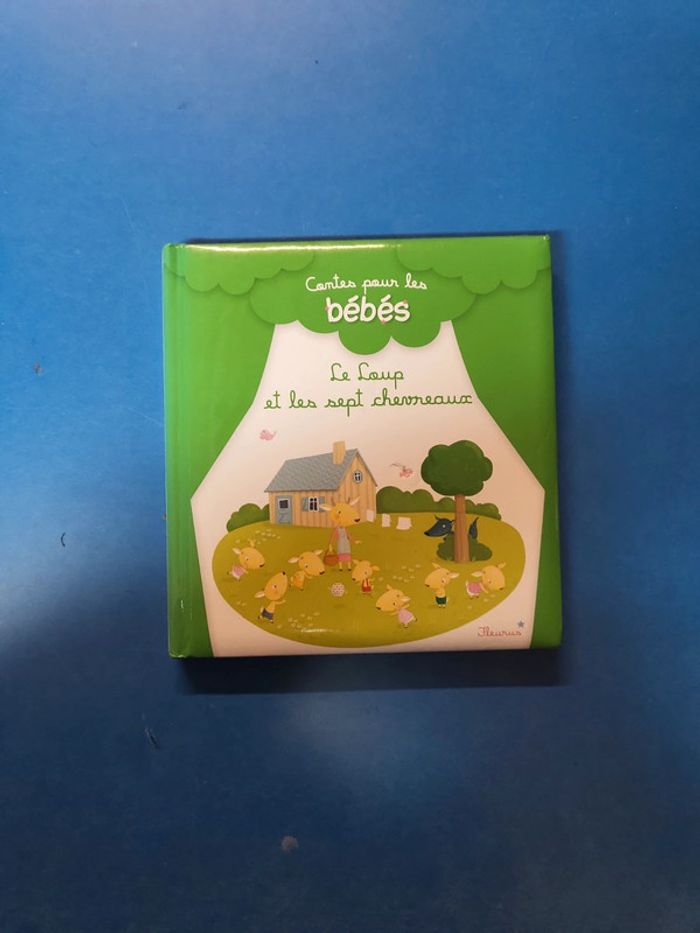 Contes pour les
bébés
Le Loup
et les sept chevreaux
Fleurus